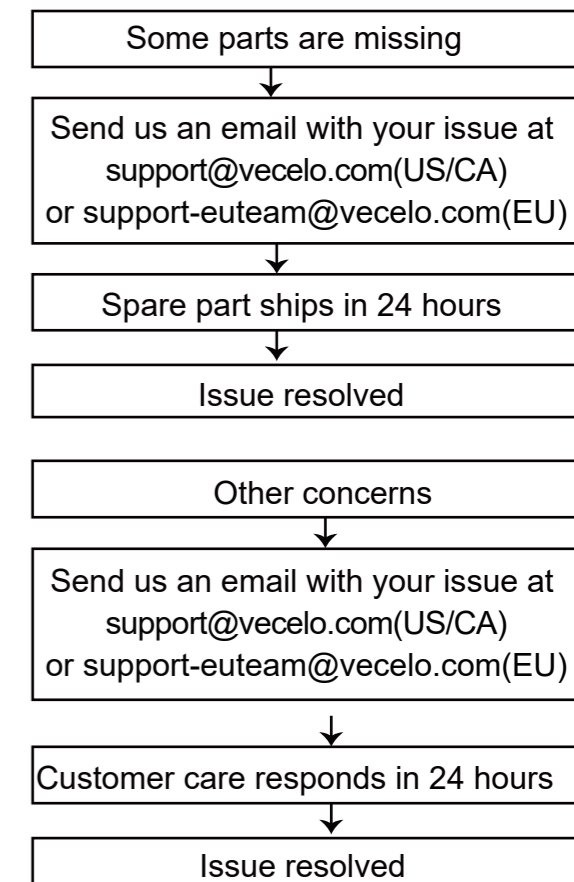 Some parts are missing
Send us an email with your issue at
support@vecelo.com(US/CA)
or support-euteam@vecelo.com(EU)
Spare part ships in 24 hours
Issue resolved
Other concerns
Send us an email with your issue at
support@vecelo.com(US/CA)
or support-euteam@vecelo.com(EU)
Customer care responds in 24 hours
Issue resolved